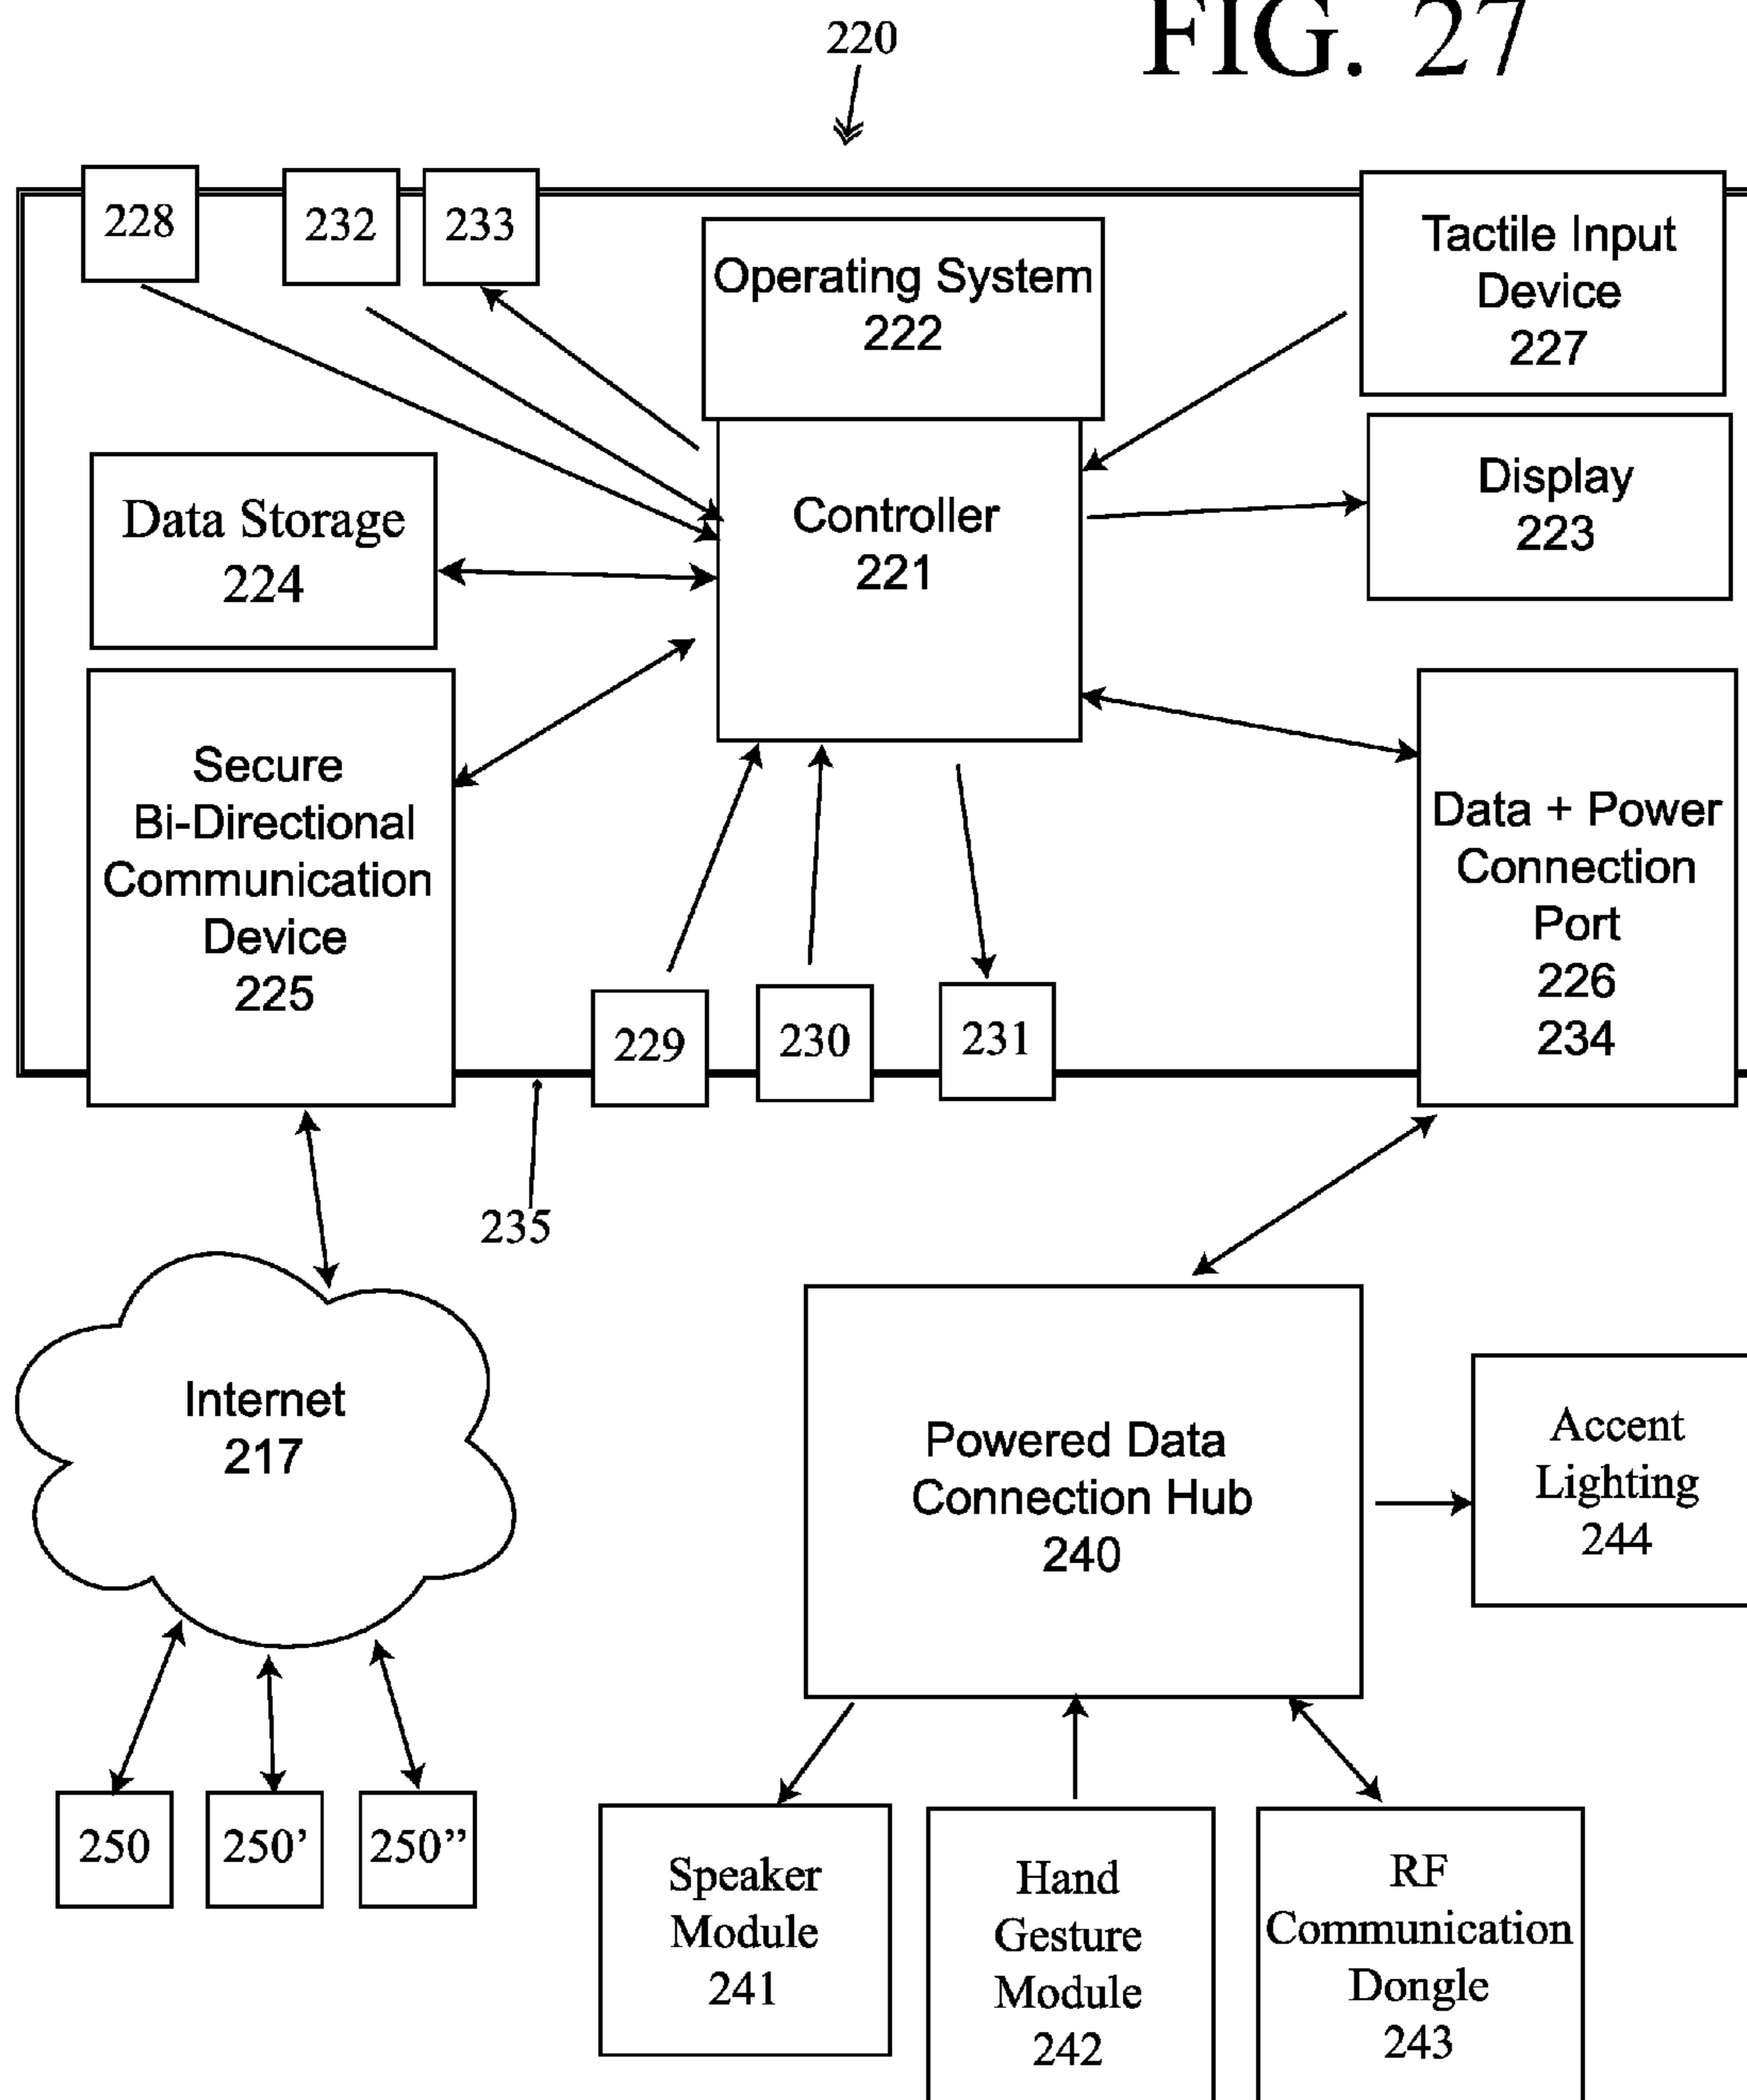 FIG. 27
220
228
232
233
Operating System
222
Tactile Input
Device
227
Data Storage
224
Controller
221
Display
223
Secure
Bi-Directional
Communication
Device
225
Data + Power
Connection
Port
226
234
229
230
231
235
Internet
217
Powered Data
Connection Hub
240
Accent
Lighting
244
250
250’
250’’
Speaker
Module
241
Hand
Gesture
Module
242
RF
Communication
Dongle
243